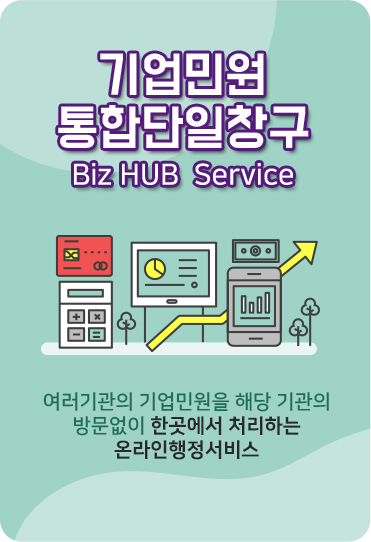 기업민원
통합단일창구
Biz HUB Service
여러기관의 기업민원을 해당 기관의
방문없이 한곳에서 처리하는
온라인행정서비스